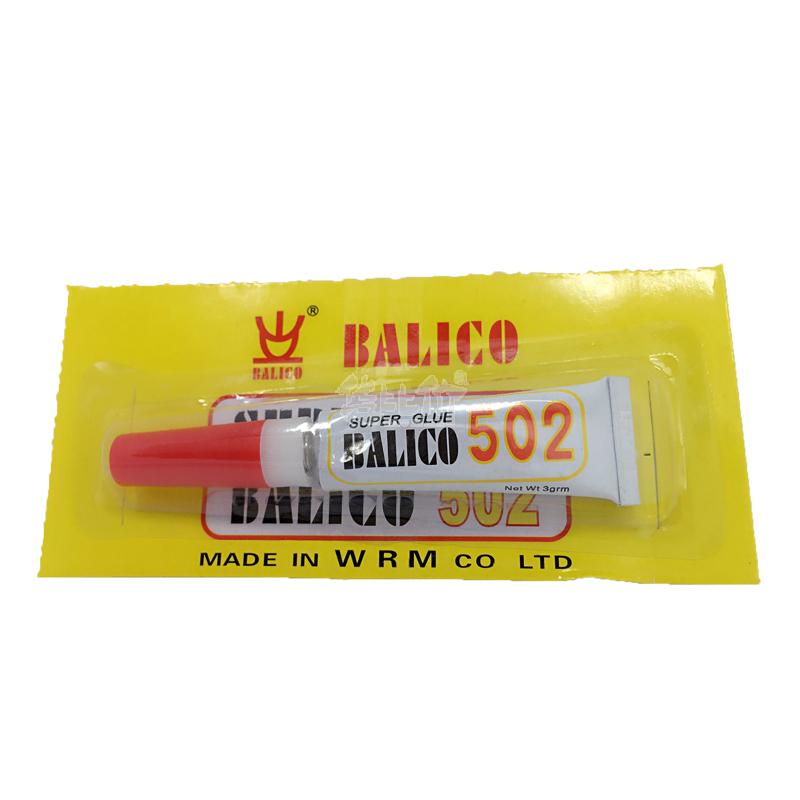 ®
BALICO
BALICO
SUPER GLUE
BALICO 502
Net Wt 3grm
BALICO 502
MADE IN WRM CO LTD